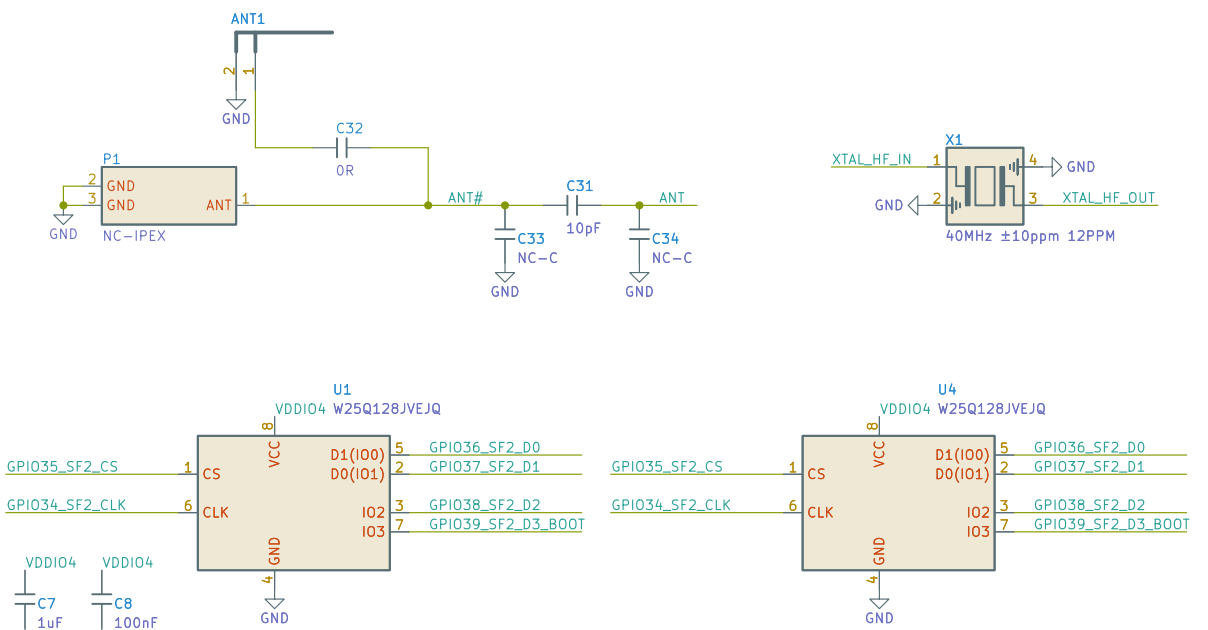 ANT1
2
1
GND
C32
0R
P1
2
GND
3
GND
ANT
1
GND
NC-IPEX
ANT#
C31
10pF
ANT
C33
NC-C
GND
C34
NC-C
GND
X1
XTAL_HF_IN
1
4
GND
GND
2
3
XTAL_HF_OUT
40MHz ±10ppm 12PPM
U1
VDDIO4 W25Q128JVEJQ
8
VCC
GPIO35_SF2_CS
1
CS
GPIO34_SF2_CLK
6
CLK
D1(IO0)
5
GPIO36_SF2_D0
D0(IO1)
2
GPIO37_SF2_D1
IO2
3
GPIO38_SF2_D2
IO3
7
GPIO39_SF2_D3_BOOT
GND
4
GND
U4
VDDIO4 W25Q128JVEJQ
8
VCC
GPIO35_SF2_CS
1
CS
GPIO34_SF2_CLK
6
CLK
D1(IO0)
5
GPIO36_SF2_D0
D0(IO1)
2
GPIO37_SF2_D1
IO2
3
GPIO38_SF2_D2
IO3
7
GPIO39_SF2_D3_BOOT
GND
4
GND
VDDIO4
C7
1uF
VDDIO4
C8
100nF